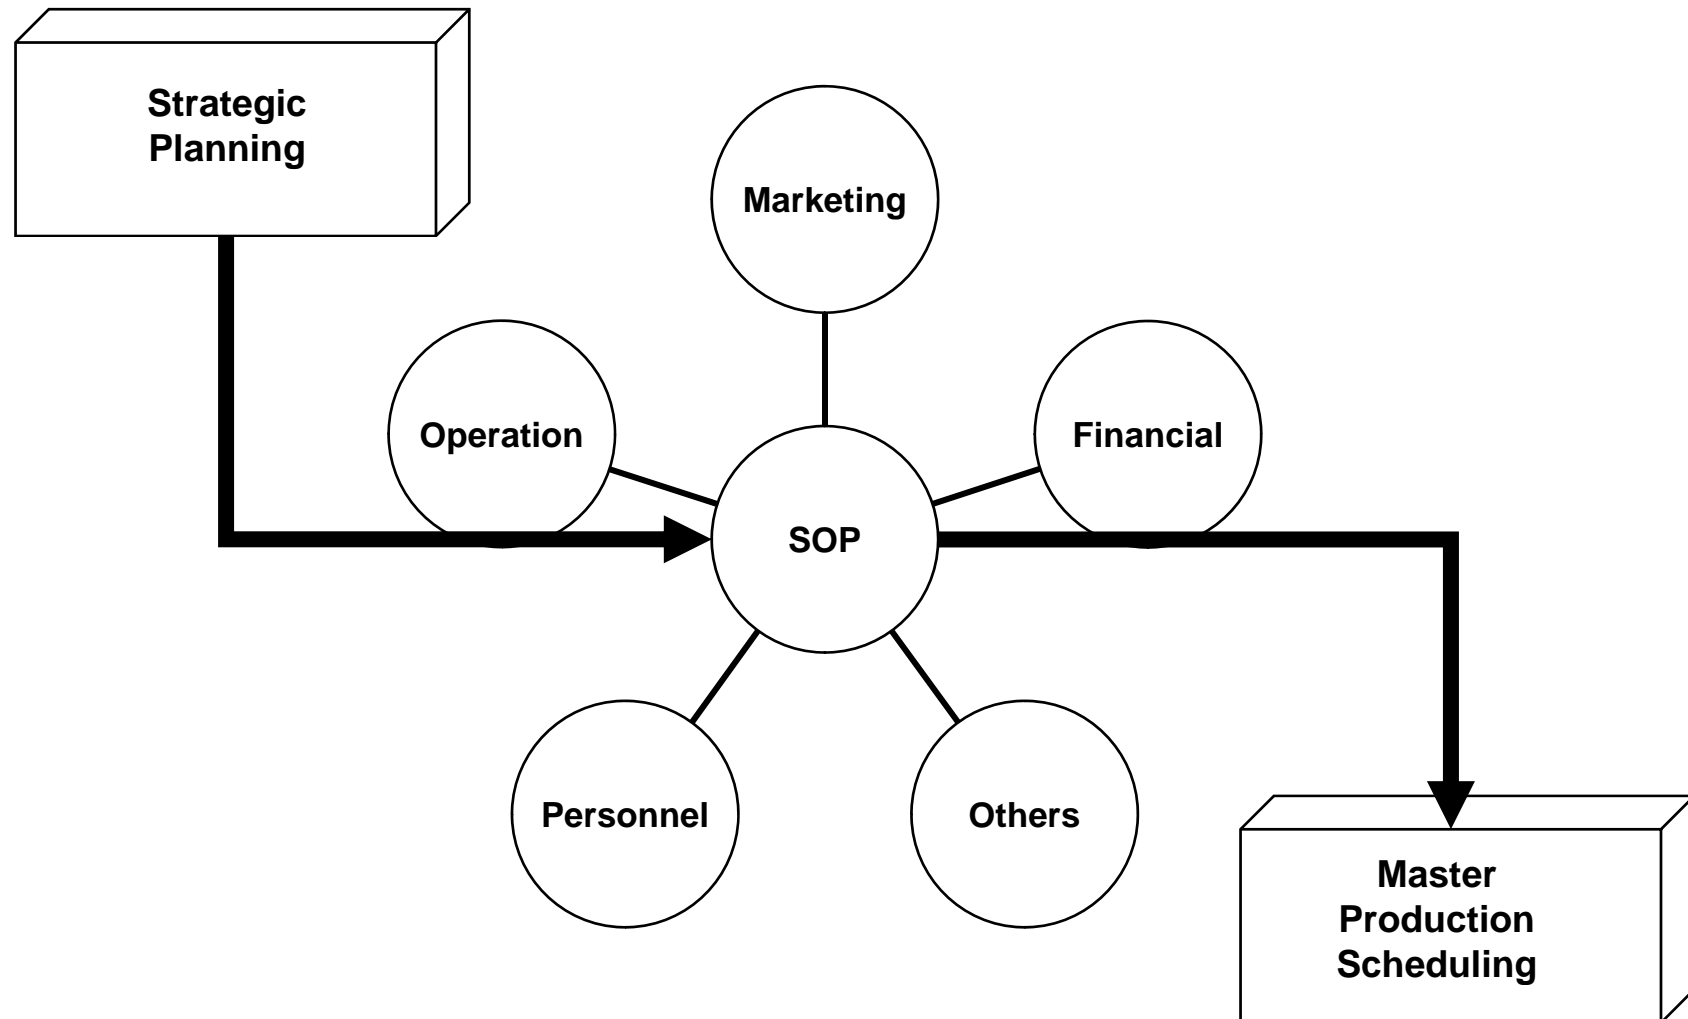 Strategic
Planning
Marketing
Operation
Financial
SOP
Personnel
Others
Master
Production
Scheduling